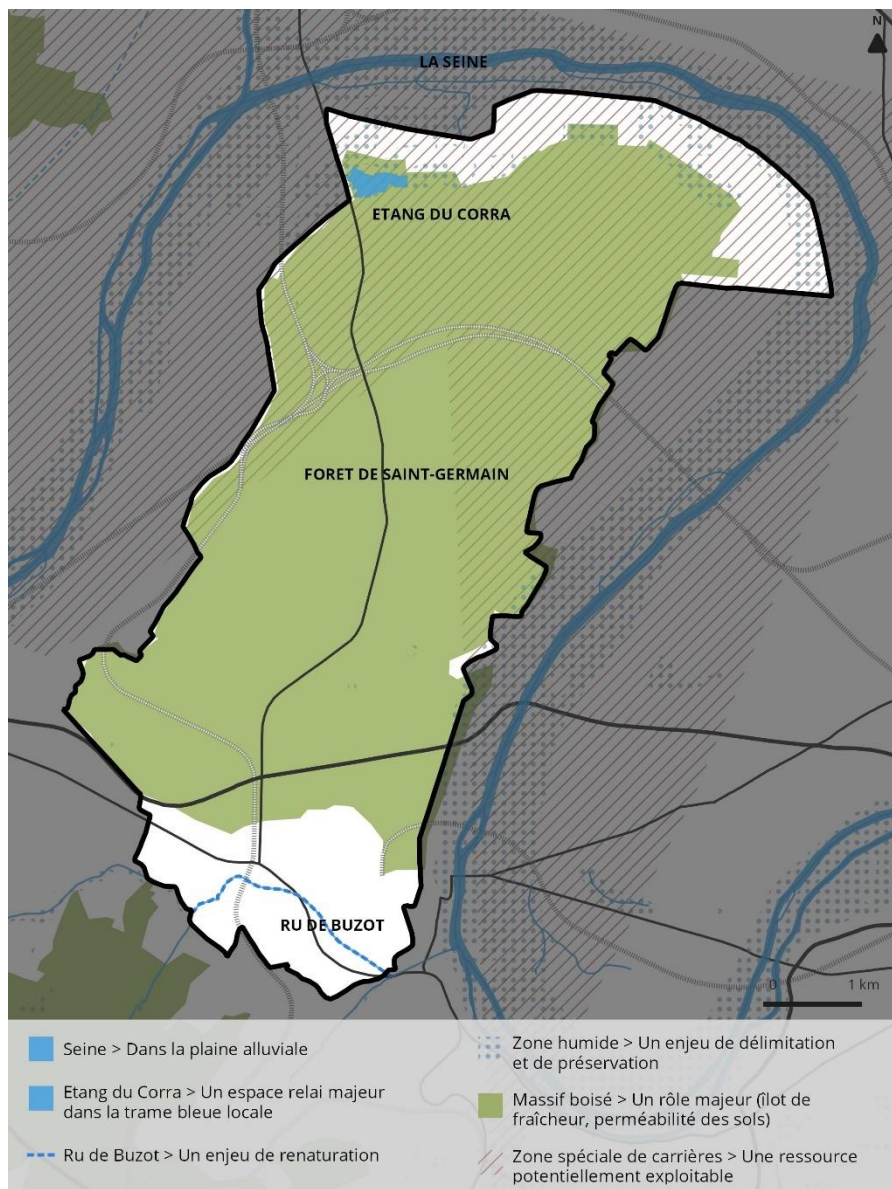 N
LA SEINE
ETANG DU CORRA
FORET DE SAINT-GERMAIN
RU DE BUZOT
0 1 km
Seine > Dans la plaine alluviale
Etang du Corra > Un espace relai majeur
dans la trame bleue locale
Ru de Buzot > Un enjeu de renaturation
Zone humide > Un enjeu de délimitation
et de préservation
Massif boisé > Un rôle majeur (îlot de
fraîcheur, perméabilité des sols)
Zone spéciale de carrières > Une ressource
potentiellement exploitable